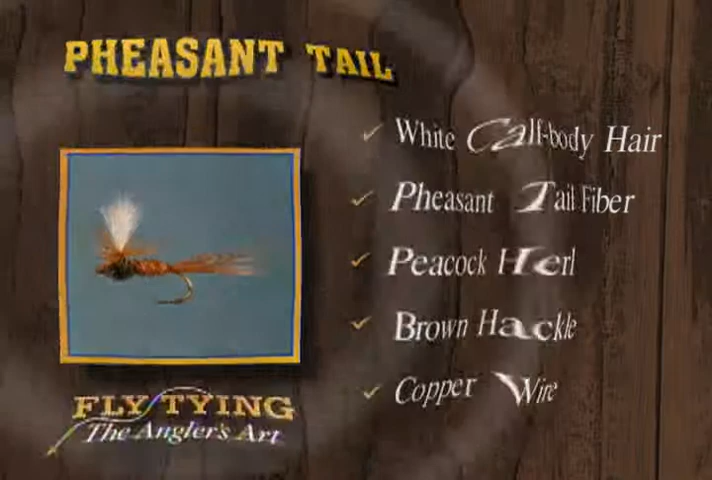 PHEASANT TAIL
White Calf-body Hair
Pheasant Tail Fiber
Peacock Herl
Brown Hackle
Copper Wire
FLY TYING
The Angler's Art